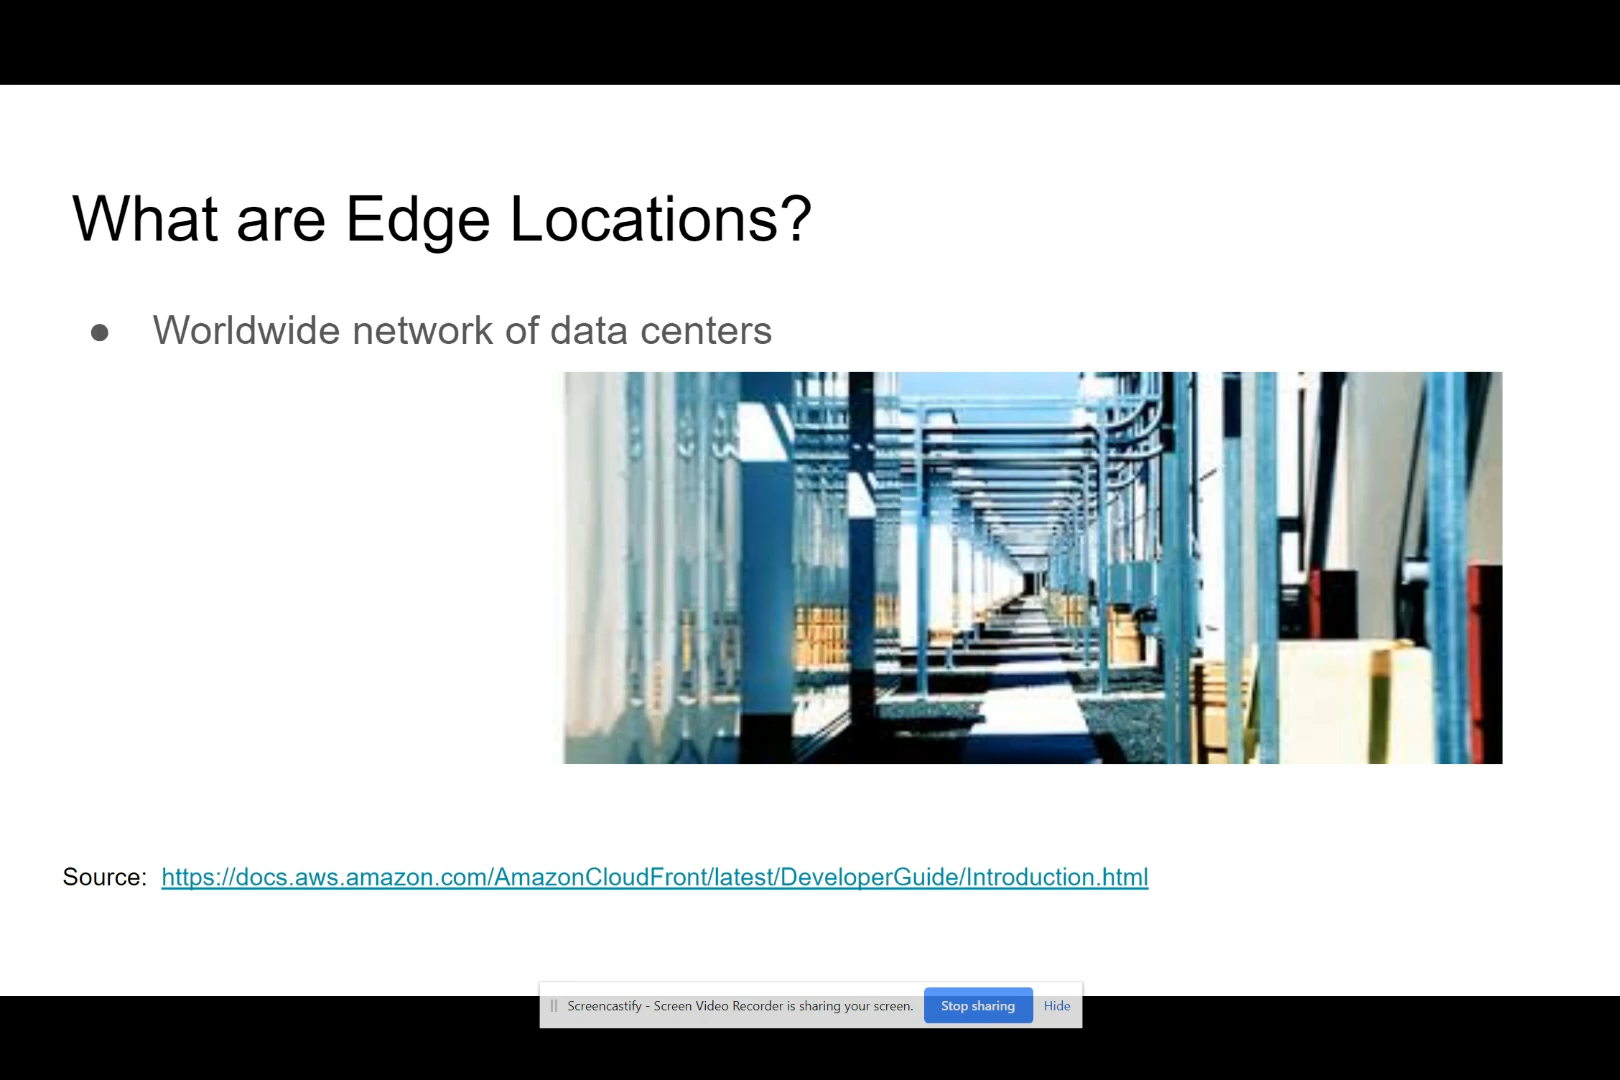 What are Edge Locations?
● Worldwide network of data centers
Source: https://docs.aws.amazon.com/AmazonCloudFront/latest/DeveloperGuide/Introduction.html
Screencastify - Screen Video Recorder is sharing your screen. Stop sharing Hide